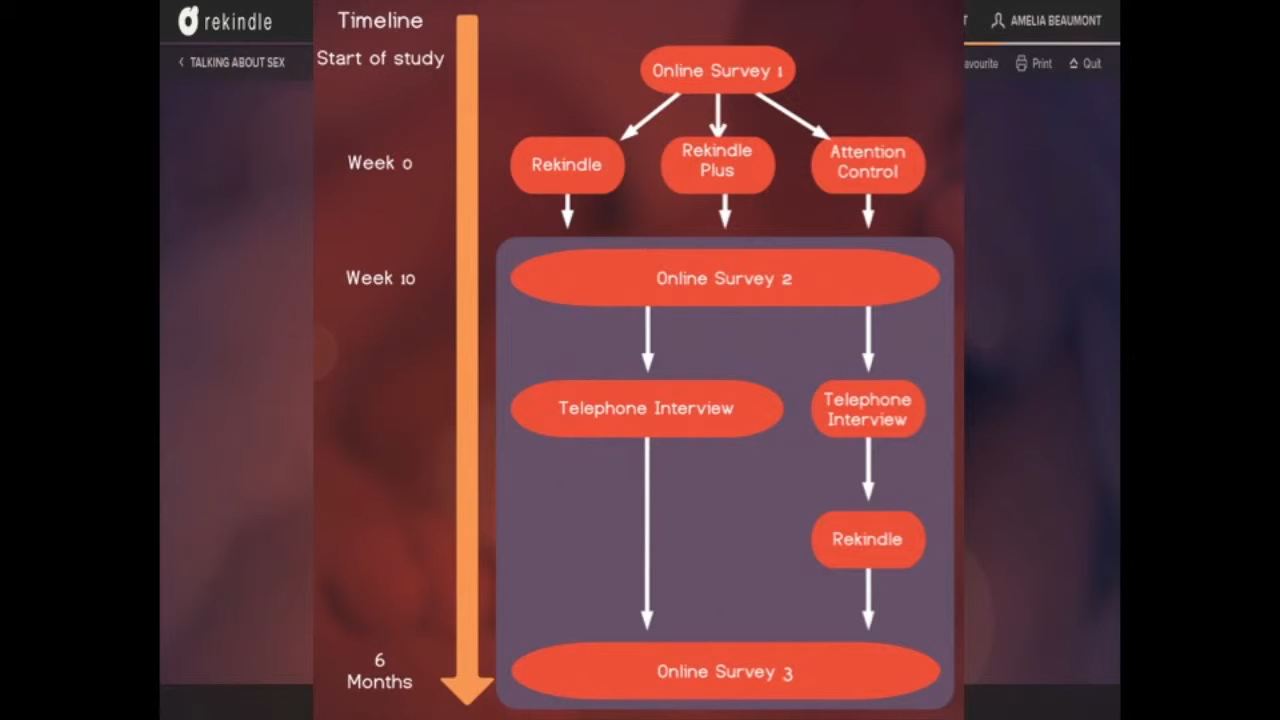 rekindle
Timeline
T
AMELIA BEAUMONT
< TALKING ABOUT SEX
Start of study
Online Survey 1
avourite
Print
Quit
Week 0
Rekindle
Rekindle
Plus
Attention
Control
Week 10
Online Survey 2
Telephone Interview
Telephone
Interview
Rekindle
6
Months
Online Survey 3